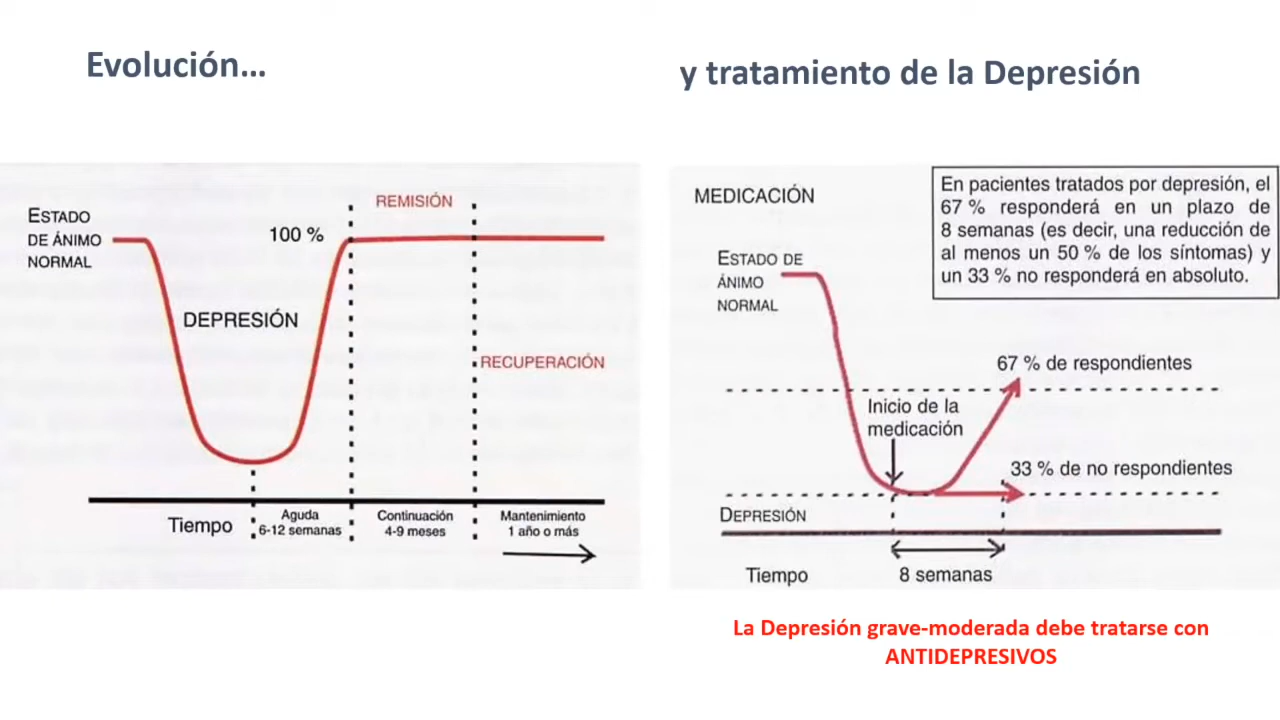 Evolución...
y tratamiento de la Depresión
REMISIÓN
ESTADO
DE ÁNIMO
NORMAL
100 %
DEPRESIÓN
RECUPERACIÓN
Tiempo
Aguda
6-12 semanas
Continuación
4-9 meses
Mantenimiento
1 año o más
MEDICACIÓN
En pacientes tratados por depresión, el
67 % responderá en un plazo de
8 semanas (es decir, una reducción de
al menos un 50 % de los síntomas) y
un 33 % no responderá en absoluto.
ESTADO DE
ÁNIMO
NORMAL
67 % de respondientes
Inicio de la
medicación
33 % de no respondientes
DEPRESIÓN
Tiempo
8 semanas
La Depresión grave-moderada debe tratarse con
ANTIDEPRESIVOS